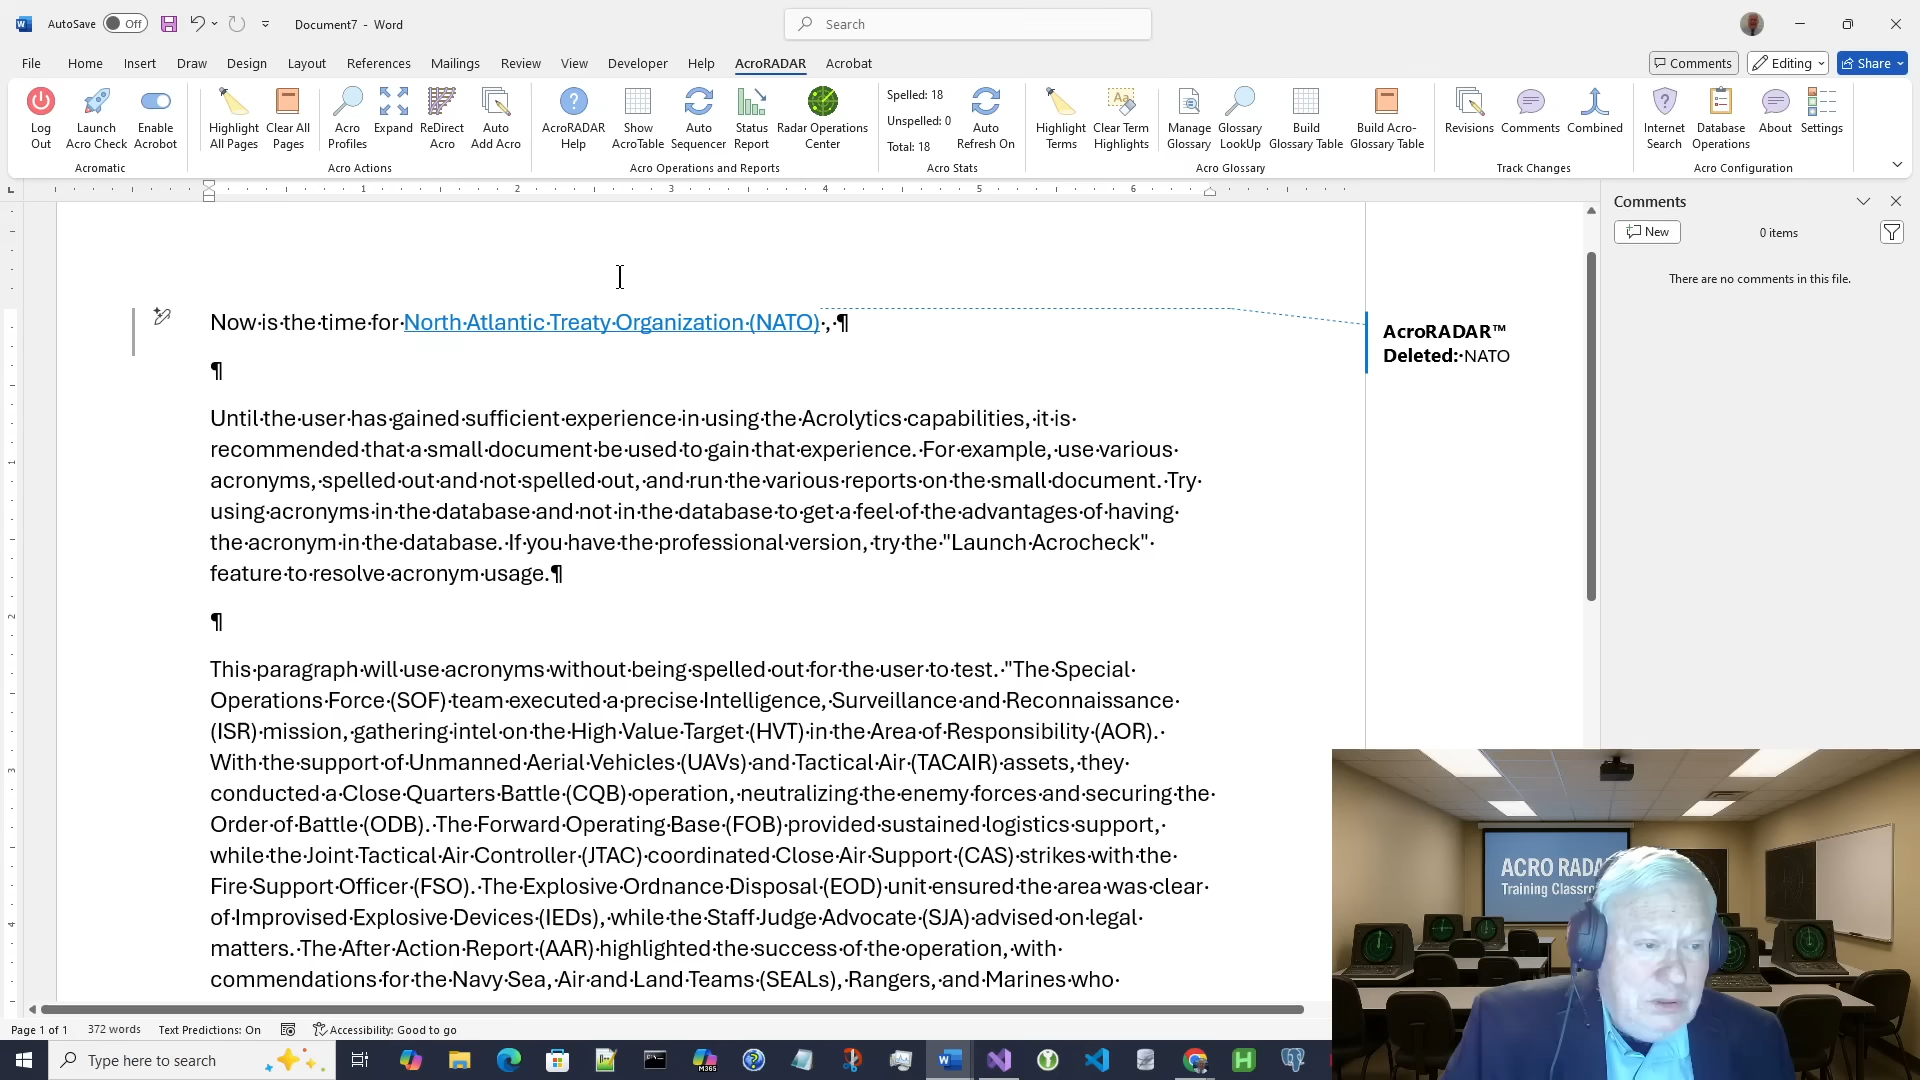 AutoSave Off Document7 - Word Search
File Home Insert Draw Design Layout References Mailings Review View Developer Help AcroRADAR Acrobat Comments Editing Share
Log Out
Launch Acro Check
Enable Acrobat
Acromatic
Highlight All Pages
Clear All Pages
Acro Profiles
Expand
ReDirect Acro
Auto Add Acro
Acro Actions
AcroRADAR Help
Show AcroTable
Auto Sequencer
Status Report
Radar Operations Center
Acro Operations and Reports
Spelled: 18
Unspelled: 0
Total: 18
Auto Refresh On
Acro Stats
Highlight Terms
Clear Term Highlights
Manage Glossary
Glossary LookUp
Build Glossary Table
Build Acro-Glossary Table
Acro Glossary
Revisions
Comments
Combined
Track Changes
Internet Search
Database Operations
About
Settings
Acro Configuration
1 2 3 4 5 6
Now·is·the·time·for·North·Atlantic·Treaty·Organization·(NATO)·,·¶
¶
Until·the·user·has·gained·sufficient·experience·in·using·the·Acrolytics·capabilities,·it·is·
recommended·that·a·small·document·be·used·to·gain·that·experience.·For·example,·use·various·
acronyms,·spelled·out·and·not·spelled·out,·and·run·the·various·reports·on·the·small·document.·Try·
using·acronyms·in·the·database·and·not·in·the·database·to·get·a·feel·of·the·advantages·of·having·
the·acronym·in·the·database.·If·you·have·the·professional·version,·try·the·"Launch·Acrocheck"·
feature·to·resolve·acronym·usage.¶
¶
This·paragraph·will·use·acronyms·without·being·spelled·out·for·the·user·to·test.·"The·Special·
Operations·Force·(SOF)·team·executed·a·precise·Intelligence,·Surveillance·and·Reconnaissance·
(ISR)·mission,·gathering·intel·on·the·High·Value·Target·(HVT)·in·the·Area·of·Responsibility·(AOR).·
With·the·support·of·Unmanned·Aerial·Vehicles·(UAVs)·and·Tactical·Air·(TACAIR)·assets,·they·
conducted·a·Close·Quarters·Battle·(CQB)·operation,·neutralizing·the·enemy·forces·and·securing·the·
Order·of·Battle·(ODB).·The·Forward·Operating·Base·(FOB)·provided·sustained·logistics·support,·
while·the·Joint·Tactical·Air·Controller·(JTAC)·coordinated·Close·Air·Support·(CAS)·strikes·with·the·
Fire·Support·Officer·(FSO).·The·Explosive·Ordnance·Disposal·(EOD)·unit·ensured·the·area·was·clear·
of·Improvised·Explosive·Devices·(IEDs),·while·the·Staff·Judge·Advocate·(SJA)·advised·on·legal·
matters.·The·After·Action·Report·(AAR)·highlighted·the·success·of·the·operation,·with·
commendations·for·the·Navy·Sea,·Air·and·Land·Teams·(SEALs),·Rangers,·and·Marines·who·
1
2
3
4
AcroRADAR™
Deleted:·NATO
Comments
New 0 items
There are no comments in this file.
ACRO RADA
Training Classro
Page 1 of 1 372 words Text Predictions: On Accessibility: Good to go
Type here to search
M365